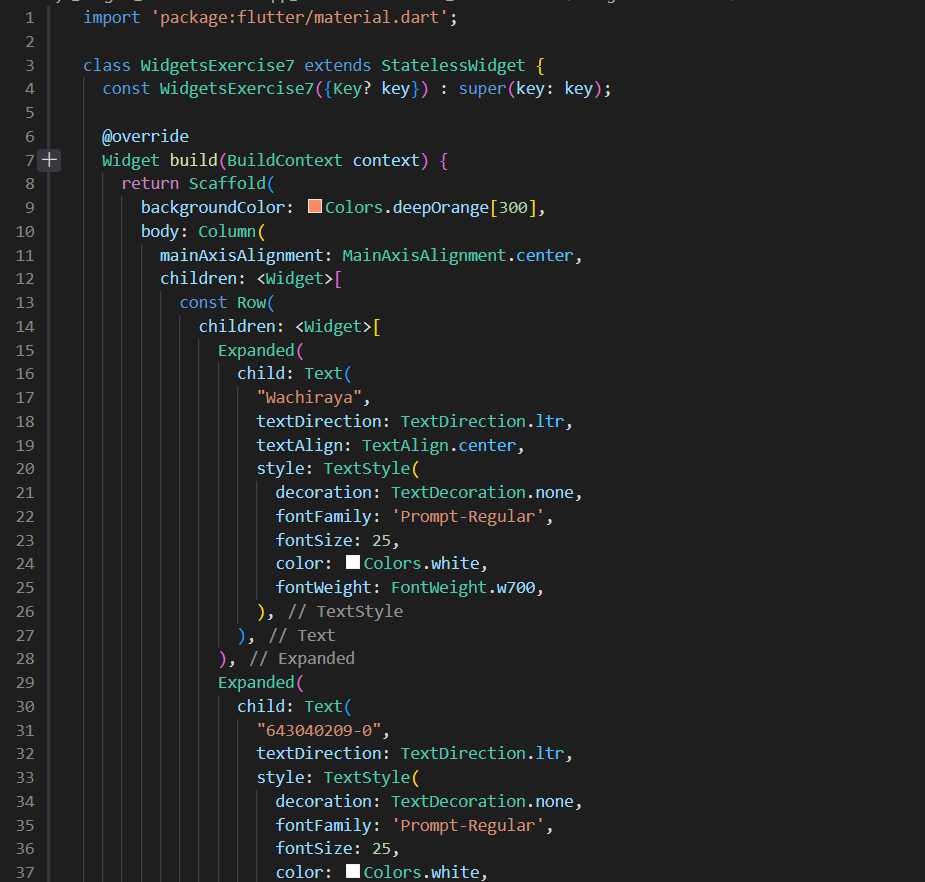 1 import 'package:flutter/material.dart';
2
3 class WidgetsExercise7 extends StatelessWidget {
4 const WidgetsExercise7({Key? key}) : super(key: key);
5
6 @override
7 Widget build(BuildContext context) {
8 return Scaffold(
9 backgroundColor: Colors.deepOrange[300],
10 body: Column(
11 mainAxisAlignment: MainAxisAlignment.center,
12 children: <Widget>[
13 const Row(
14 children: <Widget>[
15 Expanded(
16 child: Text(
17 "Wachiraya",
18 textDirection: TextDirection.ltr,
19 textAlign: TextAlign.center,
20 style: TextStyle(
21 decoration: TextDecoration.none,
22 fontFamily: 'Prompt-Regular',
23 fontSize: 25,
24 color: Colors.white,
25 fontWeight: FontWeight.w700,
26 ), // TextStyle
27 ), // Text
28 ), // Expanded
29 Expanded(
30 child: Text(
31 "643040209-0",
32 textDirection: TextDirection.ltr,
33 style: TextStyle(
34 decoration: TextDecoration.none,
35 fontFamily: 'Prompt-Regular',
36 fontSize: 25,
37 color: Colors.white,